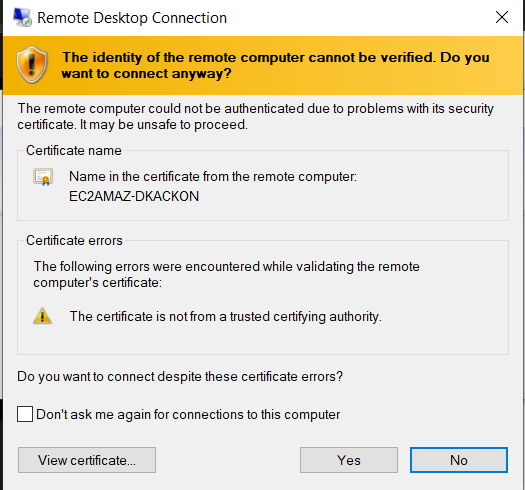 Remote Desktop Connection
The identity of the remote computer cannot be verified. Do you
want to connect anyway?
The remote computer could not be authenticated due to problems with its security
certificate. It may be unsafe to proceed.
Certificate name
Name in the certificate from the remote computer:
EC2AMAZ-DKACKON
Certificate errors
The following errors were encountered while validating the remote
computer's certificate:
The certificate is not from a trusted certifying authority.
Do you want to connect despite these certificate errors?
Don't ask me again for connections to this computer
View certificate...
Yes
No